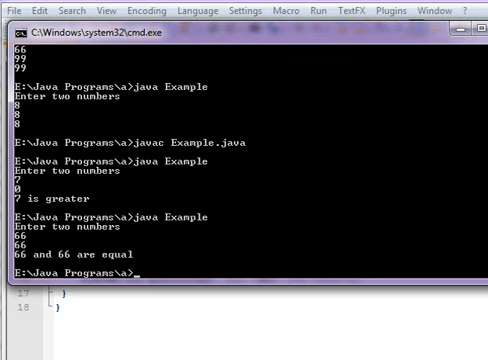 File Edit Search View Encoding Language Settings Macro Run TextFX Plugins Window ?
C:\Windows\system32\cmd.exe
66
99
99
E:\Java Programs\a>java Example
Enter two numbers
8
8
8
E:\Java Programs\a>javac Example.java
E:\Java Programs\a>java Example
Enter two numbers
7
0
7 is greater
E:\Java Programs\a>java Example
Enter two numbers
66
66
66 and 66 are equal
E:\Java Programs\a>_
17 }
18 }